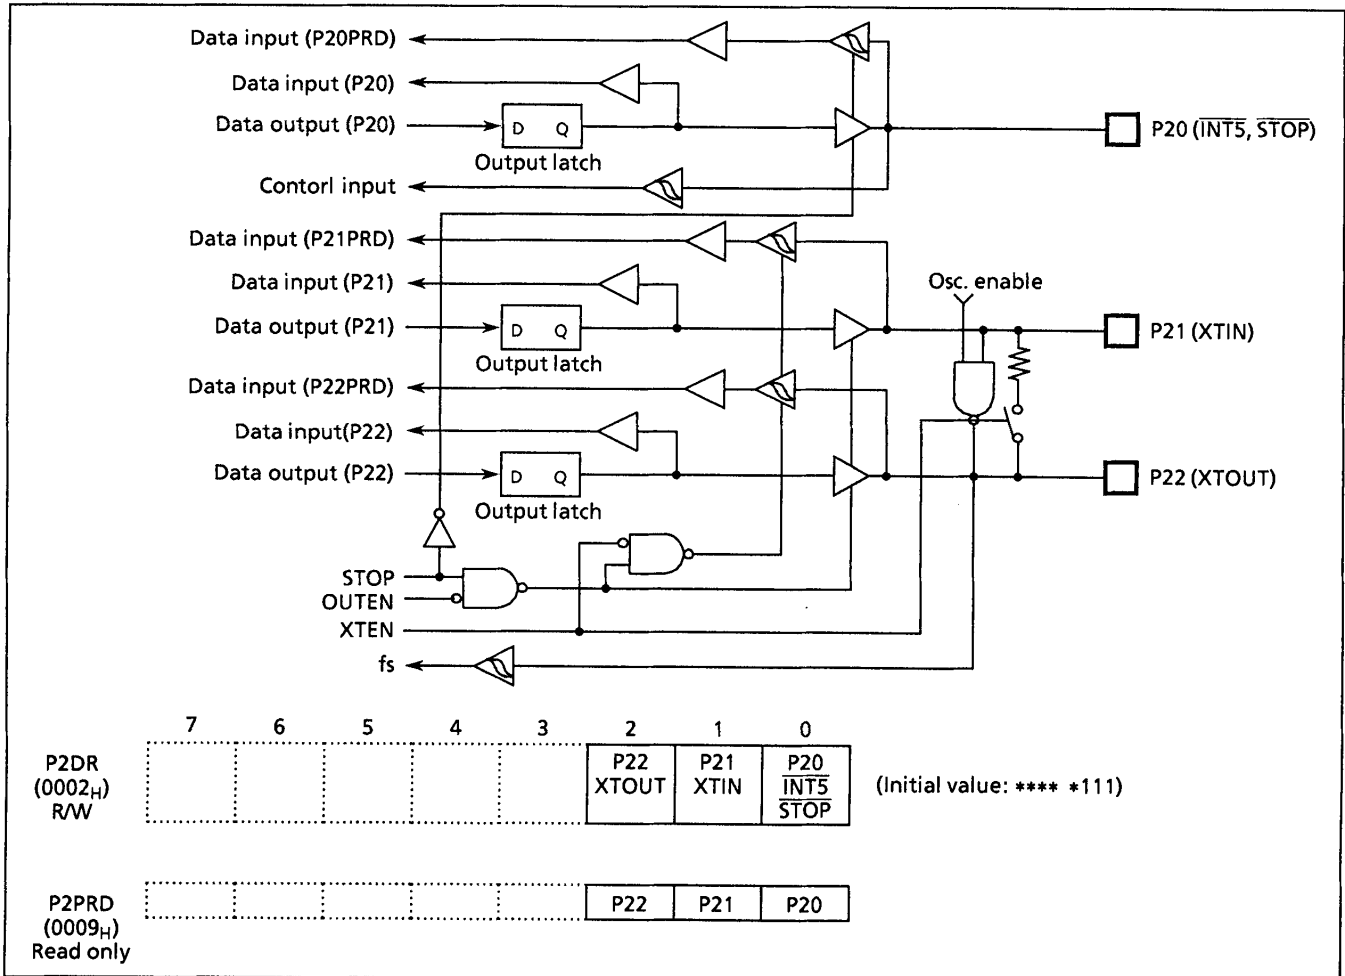 Data input (P20PRD)
Data input (P20)
Data output (P20)
D Q
Output latch
P20 (INT5, STOP)
Contorl input
Data input (P21PRD)
Data input (P21)
Osc. enable
Data output (P21)
D Q
Output latch
P21 (XTIN)
Data input (P22PRD)
Data input(P22)
Data output (P22)
D Q
Output latch
P22 (XTOUT)
STOP
OUTEN
XTEN
fs
7 6 5 4 3 2 1 0
P2DR
(0002H)
R/W
P22
XTOUT
P21
XTIN
P20
INT5
STOP
(Initial value: **** *111)
P2PRD
(0009H)
Read only
P22 P21 P20